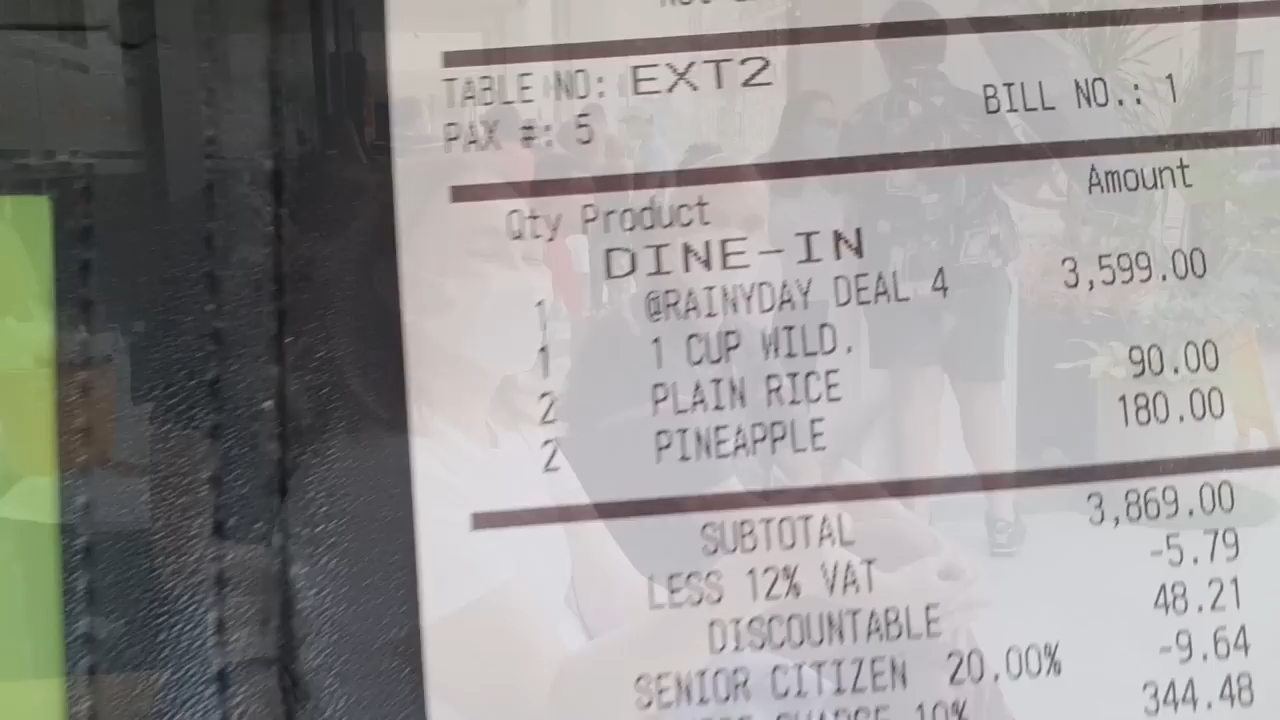 TABLE NO: EXT2
BILL NO.: 1
PAX #: 5
Qty Product Amount
DINE-IN
1 @RAINYDAY DEAL 4 3,599.00
1 1 CUP WILD.
2 PLAIN RICE 90.00
2 PINEAPPLE 180.00
SUBTOTAL 3,869.00
LESS 12% VAT -5.79
DISCOUNTABLE 48.21
SENIOR CITIZEN 20.00% -9.64
10% 344.48